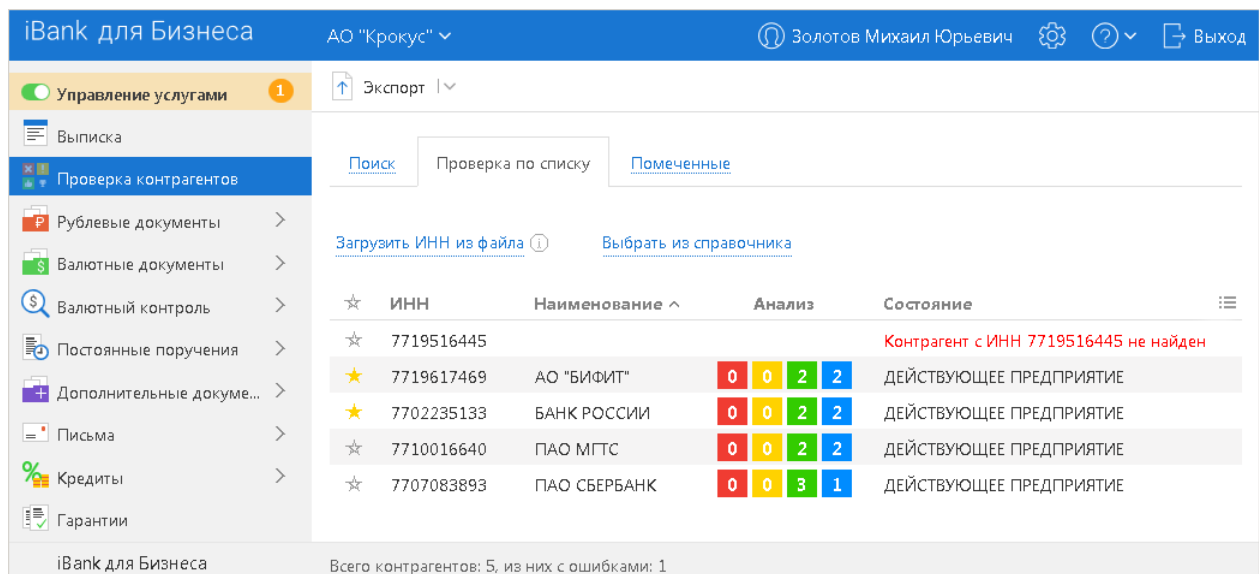 iBank для Бизнеса
АО "Крокус"
Золотов Михаил Юрьевич
?
Выход
Управление услугами 1
Выписка
Проверка контрагентов
Рублевые документы
Валютные документы
Валютный контроль
Постоянные поручения
Дополнительные докуме...
Письма
Кредиты
Гарантии
iBank для Бизнеса
Экспорт
Поиск Проверка по списку Помеченные
Загрузить ИНН из файла i Выбрать из справочника
ИНН Наименование Анализ Состояние
7719516445 Контрагент с ИНН 7719516445 не найден
7719617469 АО "БИФИТ" 0 0 2 2 ДЕЙСТВУЮЩЕЕ ПРЕДПРИЯТИЕ
7702235133 БАНК РОССИИ 0 0 2 2 ДЕЙСТВУЮЩЕЕ ПРЕДПРИЯТИЕ
7710016640 ПАО МГТС 0 0 2 2 ДЕЙСТВУЮЩЕЕ ПРЕДПРИЯТИЕ
7707083893 ПАО СБЕРБАНК 0 0 3 1 ДЕЙСТВУЮЩЕЕ ПРЕДПРИЯТИЕ
Всего контрагентов: 5, из них с ошибками: 1